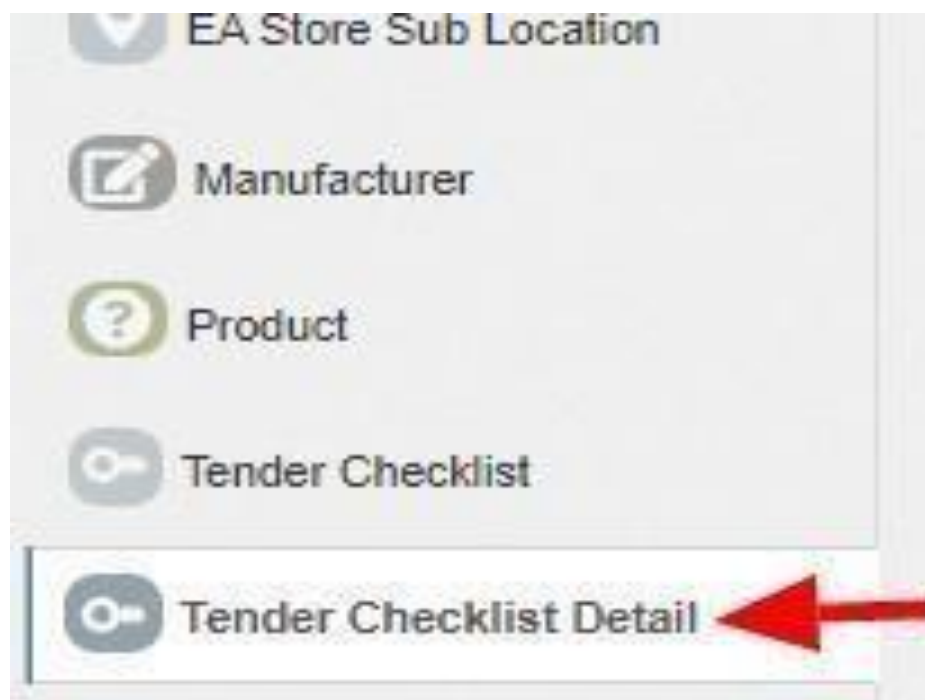 EA Store Sub Location
Manufacturer
? Product
Tender Checklist
Tender Checklist Detail